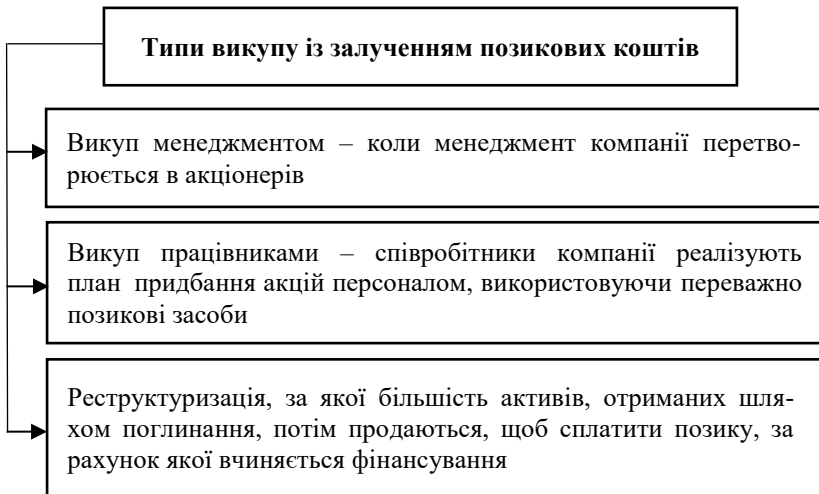 Типи викупу із залученням позикових коштів
Викуп менеджментом – коли менеджмент компанії перетво-
рюється в акціонерів
Викуп працівниками – співробітники компанії реалізують
план придбання акцій персоналом, використовуючи переважно
позикові засоби
Реструктуризація, за якої більшість активів, отриманих шля-
хом поглинання, потім продаються, щоб сплатити позику, за
рахунок якої вчиняється фінансування